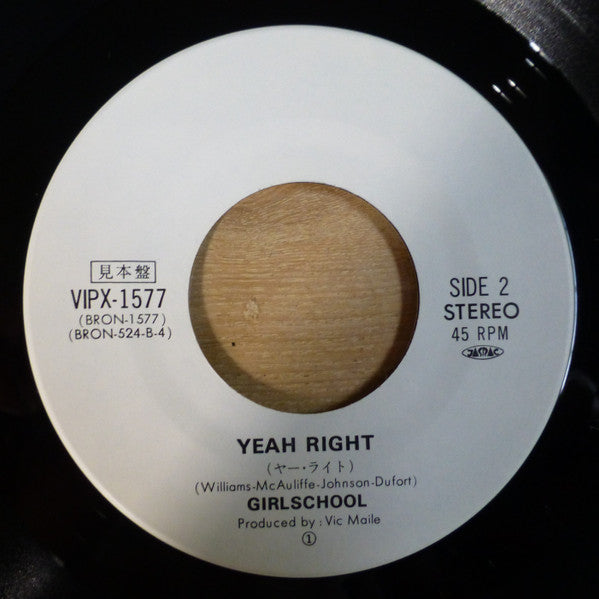 見本盤
VIPX-1577
(BRON-1577)
(BRON-524-B-4)
SIDE 2
STEREO
45 RPM
JASRAC
YEAH RIGHT
(ヤー・ライト)
(Williams-McAuliffe-Johnson-Dufort)
GIRLSCHOOL
Produced by : Vic Maile
①